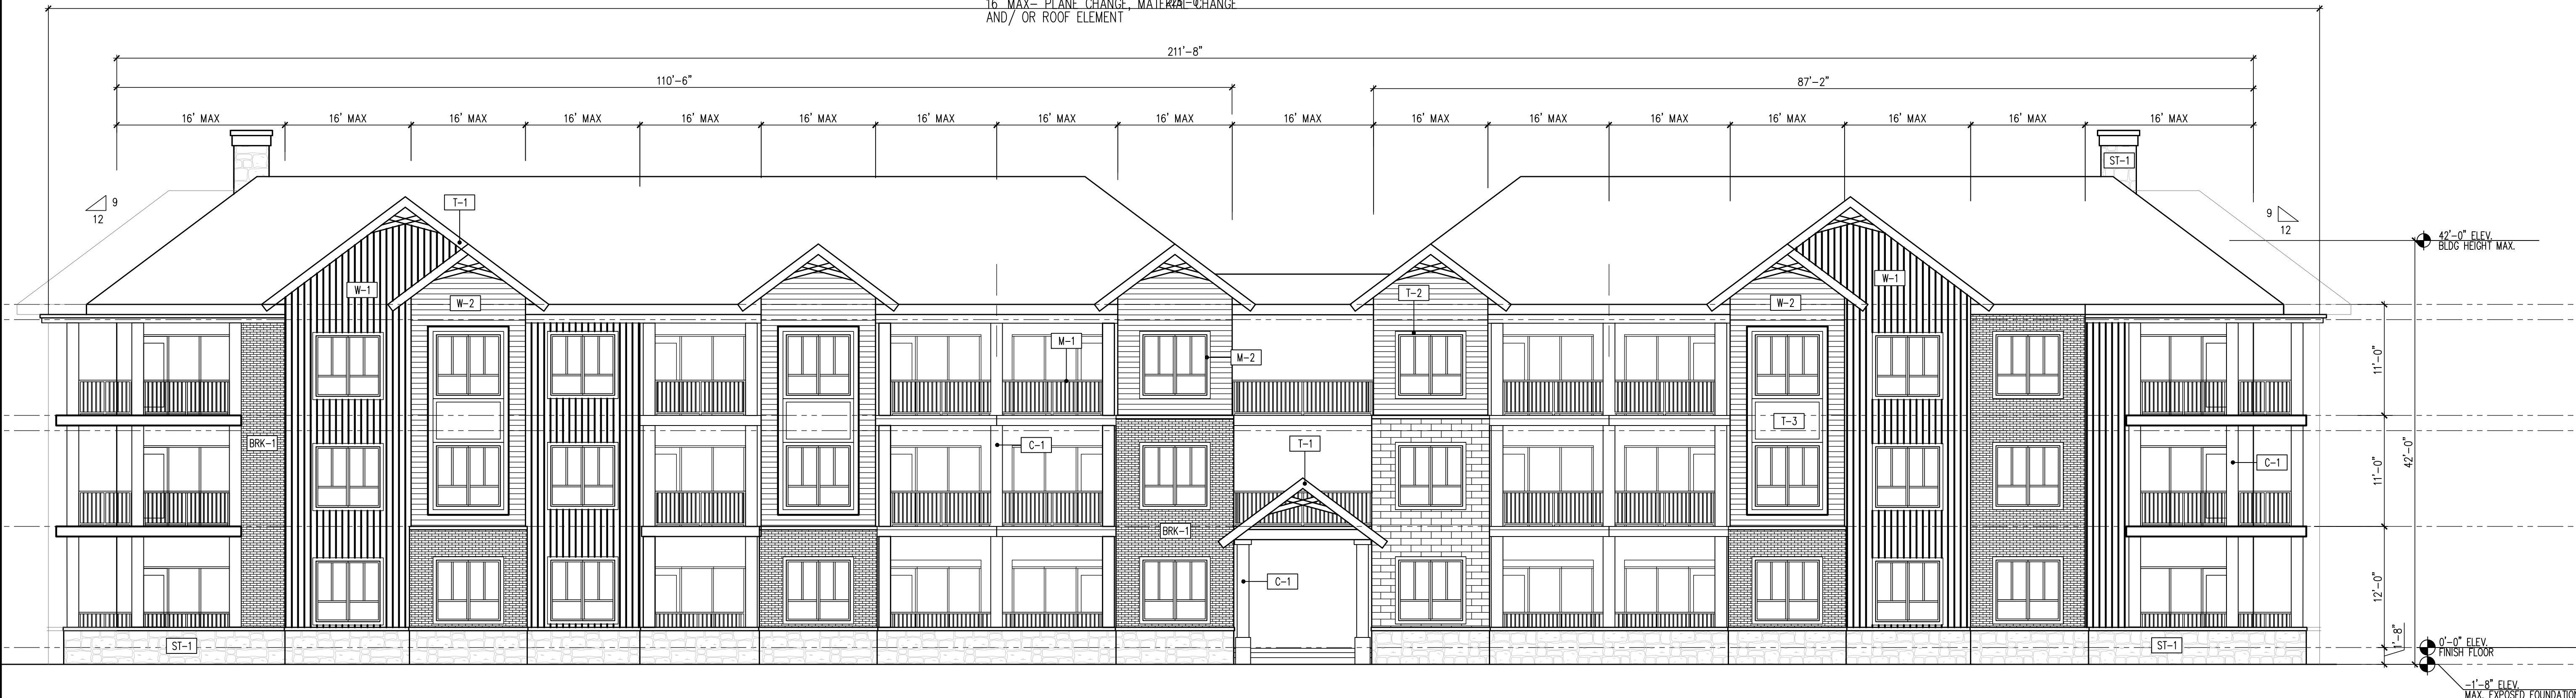 16' MAX- PLANE CHANGE, MATERIAL CHANGE
AND/ OR ROOF ELEMENT
211'-8"
110'-6"
87'-2"
16' MAX 16' MAX 16' MAX 16' MAX 16' MAX 16' MAX 16' MAX 16' MAX 16' MAX 16' MAX 16' MAX 16' MAX 16' MAX 16' MAX 16' MAX 16' MAX 16' MAX
ST-1
9
12
T-1
9
12
42'-0" ELEV.
BLDG HEIGHT MAX.
W-1
W-2
T-2
W-2
W-1
M-1
M-2
11'-0"
T-3
BRK-1
C-1
T-1
C-1
11'-0"
42'-0"
BRK-1
C-1
12'-0"
1'-8"
ST-1
ST-1
0'-0" ELEV.
FINISH FLOOR
-1'-8" ELEV.
MAX. EXPOSED FOUNDATION